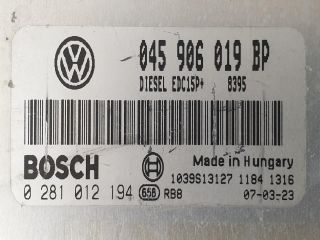 045 906 019 BP
DIESEL EDC15P+ 8395
BOSCH
Made in Hungary
1039S13127 1184 1316
0 281 012 194 658 RB8 07-03-23